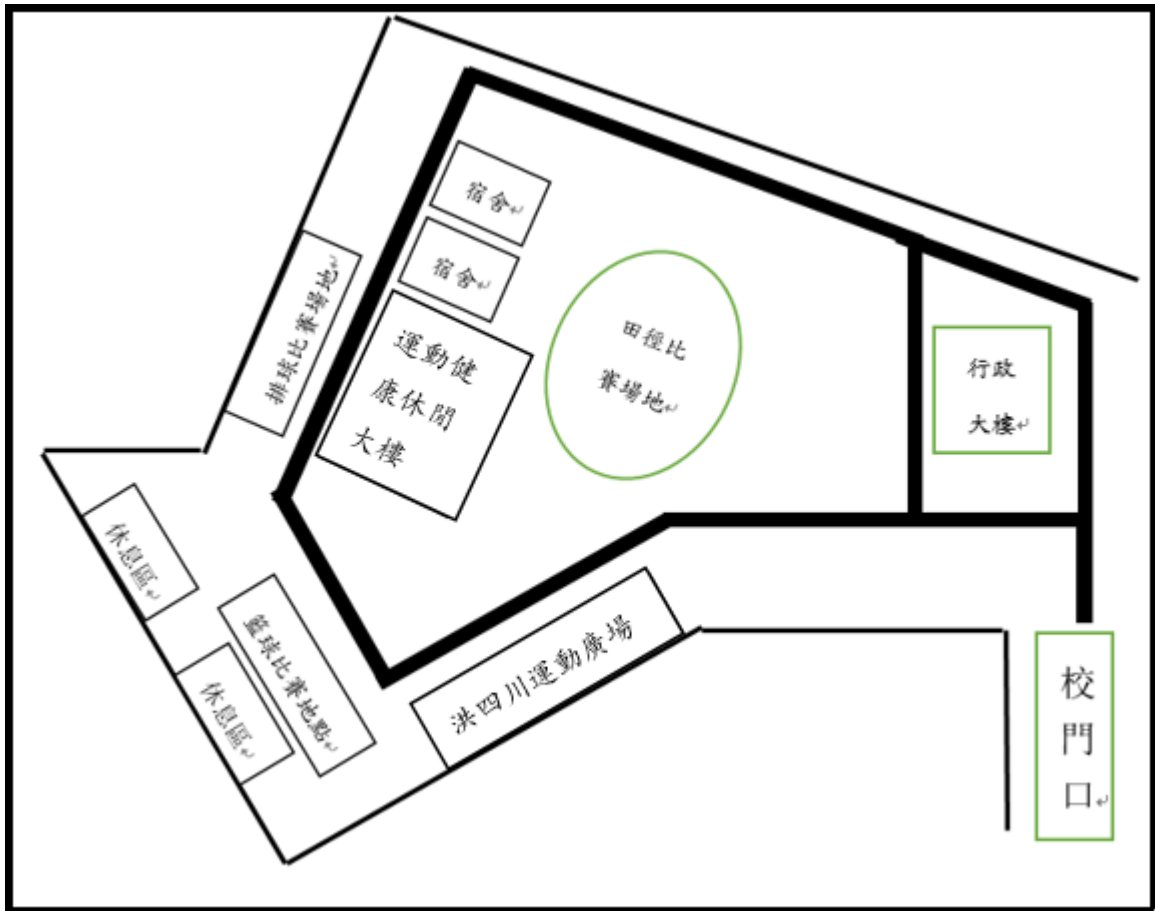 宿舍
宿舍
排球比賽場地
運動健
康休閒
大樓
田徑比
賽場地
行政
大樓
休息區
籃球比賽地點
休息區
洪四川運動廣場
校
門
口